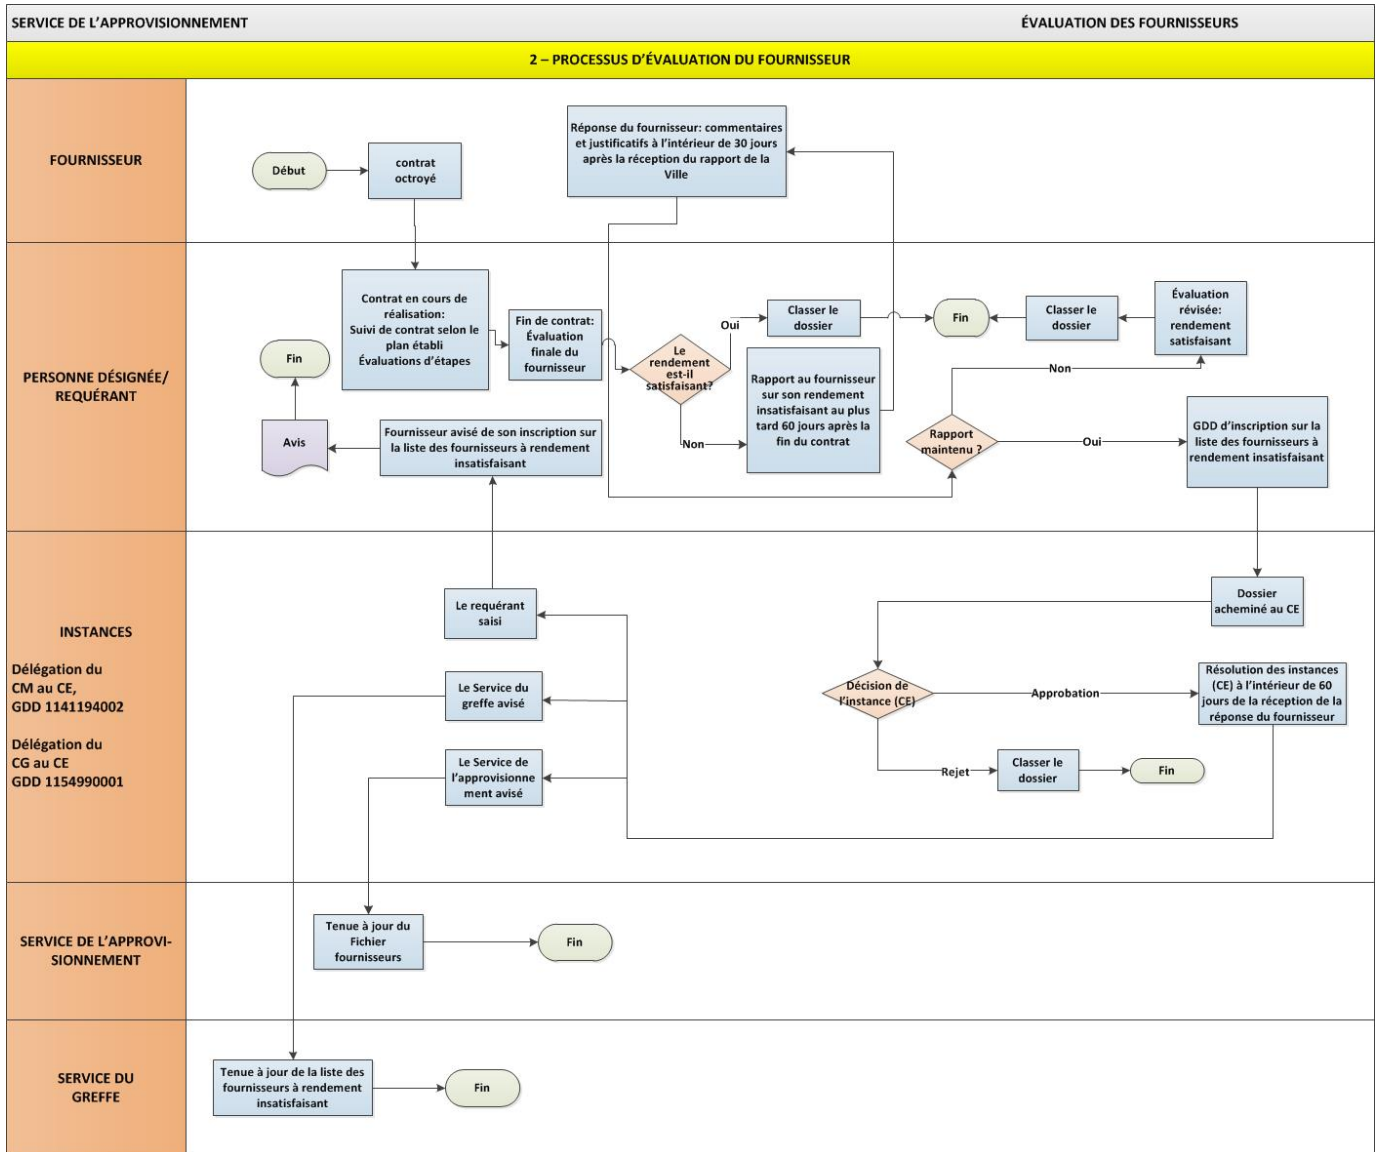 SERVICE DE L'APPROVISIONNEMENT
ÉVALUATION DES FOURNISSEURS
2 – PROCESSUS D'ÉVALUATION DU FOURNISSEUR
FOURNISSEUR
Début
contrat
octroyé
Réponse du fournisseur: commentaires
et justificatifs à l'intérieur de 30 jours
après la réception du rapport de la
Ville
PERSONNE DÉSIGNÉE/
REQUÉRANT
Contrat en cours de
réalisation:
Suivi de contrat selon le
plan établi
Évaluations d'étapes
Fin de contrat:
Évaluation
finale du
fournisseur
Le
rendement
est-il
satisfaisant?
Oui
Classer le
dossier
Fin
Classer le
dossier
Évaluation
révisée:
rendement
satisfaisant
Non
Non
Rapport au fournisseur
sur son rendement
insatisfaisant au plus
tard 60 jours après la
fin du contrat
Rapport
maintenu ?
Oui
GDD d'inscription sur la
liste des fournisseurs à
rendement insatisfaisant
Fin
Avis
Fournisseur avisé de son inscription sur
la liste des fournisseurs à rendement
insatisfaisant
INSTANCES
Délégation du
CM au CE,
GDD 1141194002
Délégation du
CG au CE
GDD 1154990001
Le requérant
saisi
Le Service du
greffe avisé
Le Service de
l'approvisionne
ment avisé
Dossier
acheminé au CE
Décision de
l'instance (CE)
Approbation
Résolution des instances
(CE) à l'intérieur de 60
jours de la réception de la
réponse du fournisseur
Rejet
Classer le
dossier
Fin
SERVICE DE L'APPROVI-
SIONNEMENT
Tenue à jour du
Fichier
fournisseurs
Fin
SERVICE DU
GREFFE
Tenue à jour de la liste des
fournisseurs à rendement
insatisfaisant
Fin